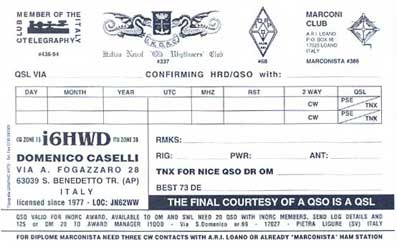 MEMBER OF THE
CLUB
ITALY
UTELEGRAPHY
#436-94
Italian Naval Old Rhythmers' Club
#337
#68
MARCONI
CLUB
A.R.I. LOANO
P.O. BOX 98
17025 LOANO
ITALY
MARCONISTA #386
QSL VIA CONFIRMING HRD/QSO with:
DAY MONTH YEAR UTC MHZ RST 2 WAY QSL
CW PSE TNX
CW PSE TNX
CQ ZONE 15 i6HWD ITU ZONE 28
DOMENICO CASELLI
VIA A. FOGAZZARO 28
63039 S. BENEDETTO TR. (AP)
ITALY
licensed since 1977 - LOC: JN62WW
RMKS:
RIG: PWR: ANT:
TNX FOR NICE QSO DR OM
BEST 73 DE
THE FINAL COURTESY OF A QSO IS A QSL
QSO VALID FOR INORC AWARD, AVAILABLE TO OM AND SWL NEED 20 QSO WITH INORC MEMBERS, SEND LOG DETAILS AND
12$ or DM 20 TO AWARD MANAGER I1QOD - Via S.Domenico nr.69 - 17027 - PIETRA LIGURE (SV) ITALY
FOR DIPLOME MARCONISTA NEED THREE CW CONTACTS WITH A.R.I. LOANO OR ALREADY "MARCONISTA" HAM STATION